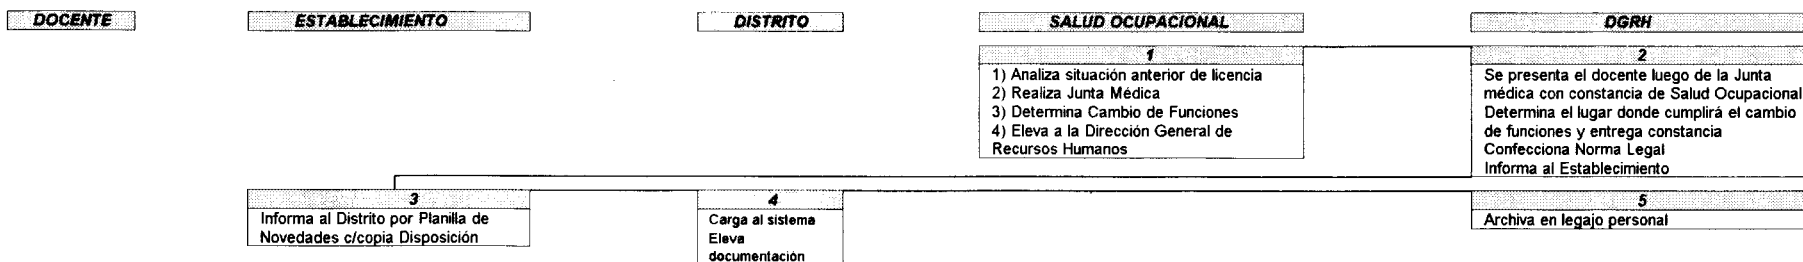 DOCENTE
ESTABLECIMIENTO
DISTRITO
SALUD OCUPACIONAL
DGRH
1
1) Analiza situación anterior de licencia
2) Realiza Junta Médica
3) Determina Cambio de Funciones
4) Eleva a la Dirección General de
Recursos Humanos
2
Se presenta el docente luego de la Junta
médica con constancia de Salud Ocupacional
Determina el lugar donde cumplirá el cambio
de funciones y entrega constancia
Confecciona Norma Legal
Informa al Establecimiento
3
Informa al Distrito por Planilla de
Novedades c/copia Disposición
4
Carga al sistema
Eleva
documentación
5
Archiva en legajo personal